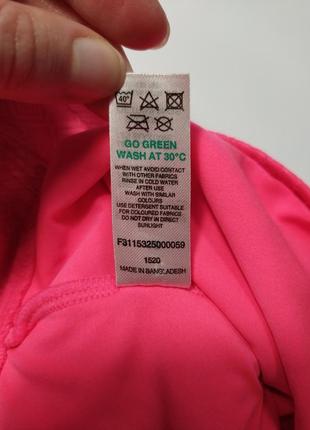 40°
GO GREEN
WASH AT 30°C
WHEN WET AVOID CONTACT
WITH OTHER FABRICS
RINSE IN COLD WATER
AFTER USE
WASH WITH SIMILAR
COLOURS
USE DETERGENT SUITABLE
FOR COLOURED FABRICS
DO NOT DRY IN DIRECT
SUNLIGHT
F3115325000059
1520
MADE IN BANGLADESH